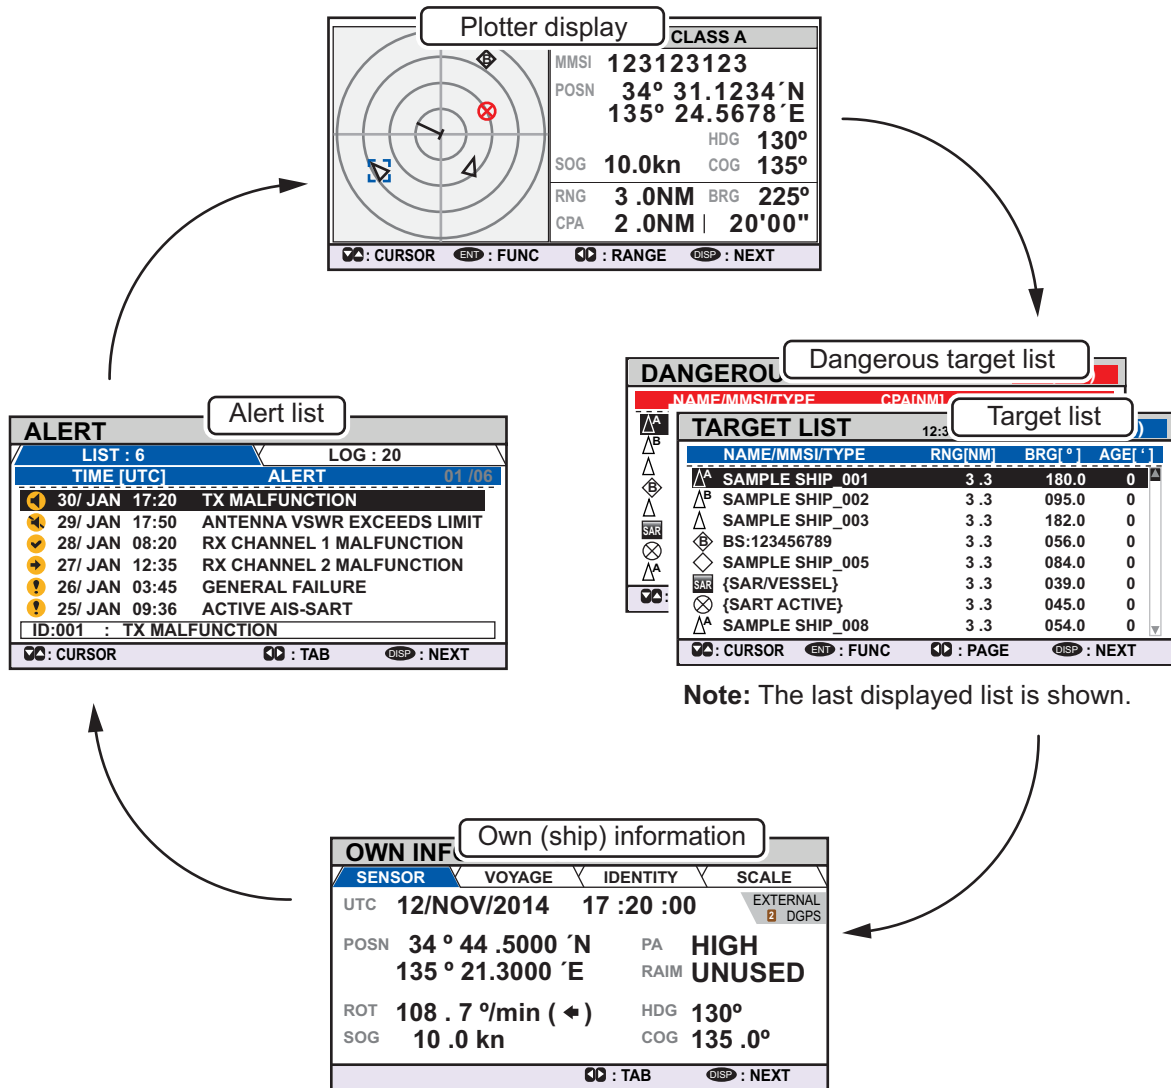 Plotter display
CLASS A
MMSI 123123123
POSN 34º 31.1234´N
135º 24.5678´E
HDG 130º
SOG 10.0kn COG 135º
RNG 3 .0NM BRG 225º
CPA 2 .0NM 20'00"
: CURSOR ENT : FUNC : RANGE DISP : NEXT
B
Dangerous target list
DANGEROU
NAME/MMSI/TYPE CPA[NM]
A
B
B
SAR
A
:
Target list
TARGET LIST 12:3 )
NAME/MMSI/TYPE RNG[NM] BRG[ º ] AGE[ ‘ ]
A SAMPLE SHIP_001 3 .3 180.0 0
B SAMPLE SHIP_002 3 .3 095.0 0
SAMPLE SHIP_003 3 .3 182.0 0
B BS:123456789 3 .3 056.0 0
SAMPLE SHIP_005 3 .3 084.0 0
SAR {SAR/VESSEL} 3 .3 039.0 0
{SART ACTIVE} 3 .3 045.0 0
A SAMPLE SHIP_008 3 .3 054.0 0
: CURSOR ENT : FUNC : PAGE DISP : NEXT
Note: The last displayed list is shown.
Alert list
ALERT
LIST : 6 LOG : 20
TIME [UTC] ALERT 01 /06
30/ JAN 17:20 TX MALFUNCTION
29/ JAN 17:50 ANTENNA VSWR EXCEEDS LIMIT
28/ JAN 08:20 RX CHANNEL 1 MALFUNCTION
27/ JAN 12:35 RX CHANNEL 2 MALFUNCTION
! 26/ JAN 03:45 GENERAL FAILURE
! 25/ JAN 09:36 ACTIVE AIS-SART
ID:001 : TX MALFUNCTION
: CURSOR : TAB DISP : NEXT
Own (ship) information
OWN INF
SENSOR VOYAGE IDENTITY SCALE
UTC 12/NOV/2014 17 :20 :00 EXTERNAL
2 DGPS
POSN 34 º 44 .5000 ´N PA HIGH
135 º 21.3000 ´E RAIM UNUSED
ROT 108 . 7 º/min ( ) HDG 130º
SOG 10 .0 kn COG 135 .0º
: TAB DISP : NEXT